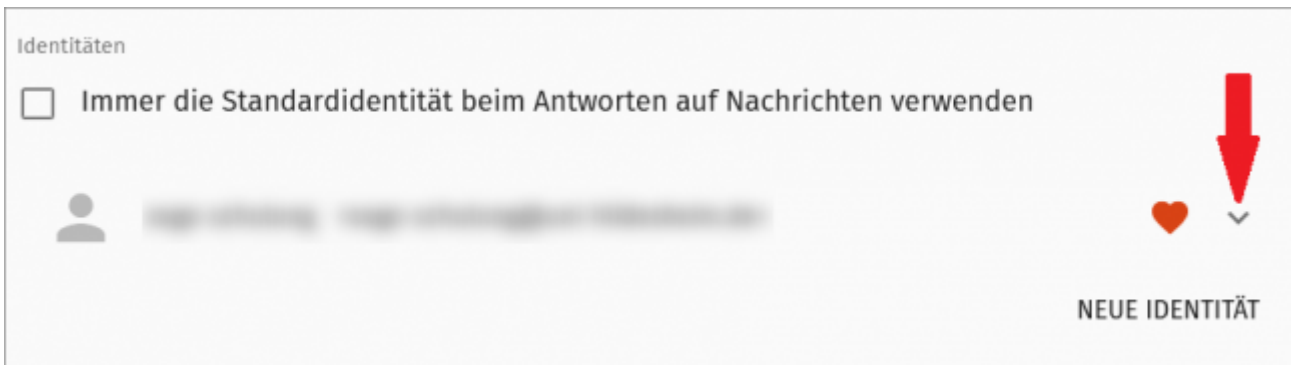 Identitäten
Immer die Standardidentität beim Antworten auf Nachrichten verwenden
NEUE IDENTITÄT